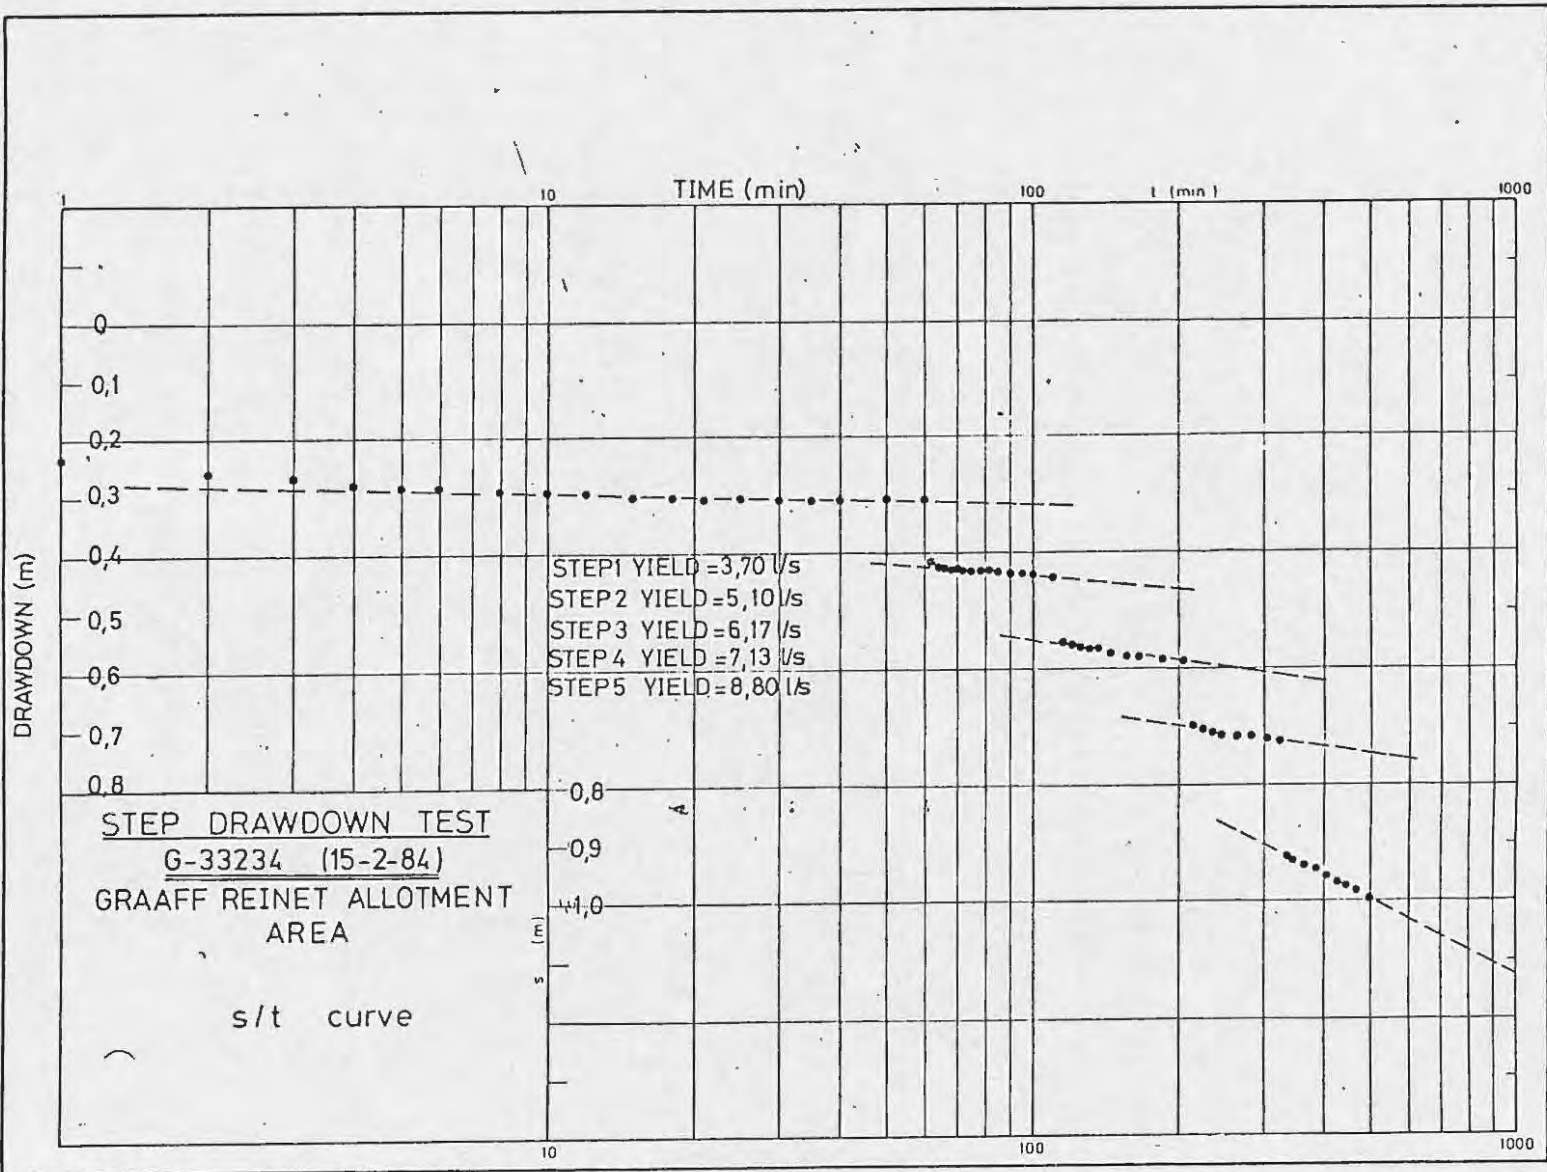 TIME (min)
1 10 100 t (min) 1000
DRAWDOWN (m)
0
0,1
0,2
0,3
0,4
0,5
0,6
0,7
0,8
STEP1 YIELD =3,70 l/s
STEP2 YIELD=5,10 l/s
STEP3 YIELD=6,17 l/s
STEP4 YIELD =7,13 l/s
STEP5 YIELD=8,80 l/s
0,8
0,9
1,0
s (m)
STEP DRAWDOWN TEST
G-33234 (15-2-84)
GRAAFF REINET ALLOTMENT
AREA
s/t curve
10 100 1000